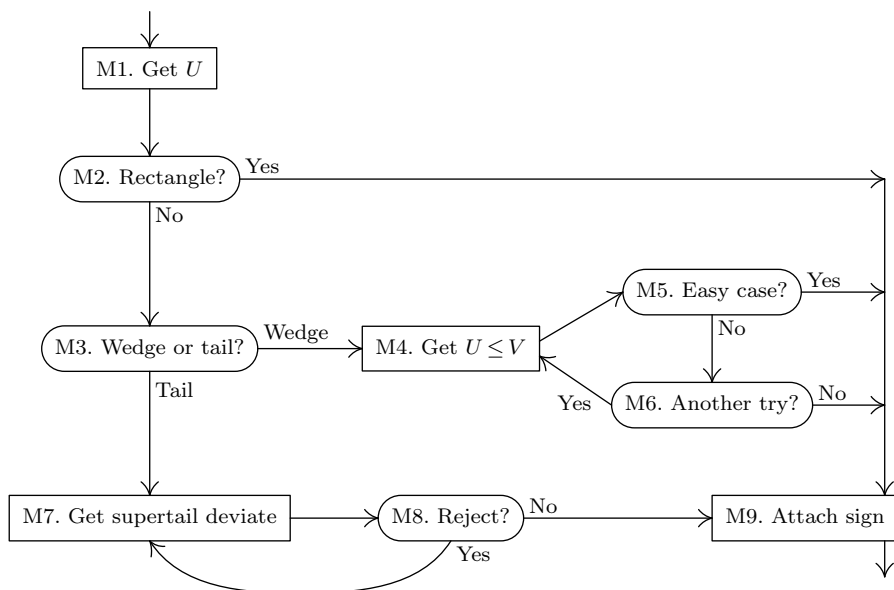 M1. Get U
M2. Rectangle?
Yes
No
M3. Wedge or tail?
Wedge
Tail
M4. Get U ≤ V
M5. Easy case?
Yes
No
M6. Another try?
Yes
No
M7. Get supertail deviate
M8. Reject?
No
Yes
M9. Attach sign